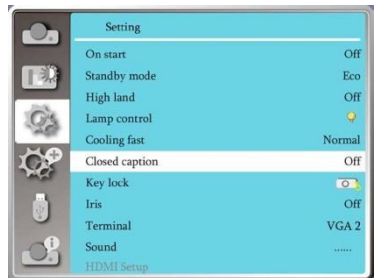 Setting
On start Off
Standby mode Eco
High land Off
Lamp control
Cooling fast Normal
Closed caption Off
Key lock
Iris Off
Terminal VGA 2
Sound ......
HDMI Setup